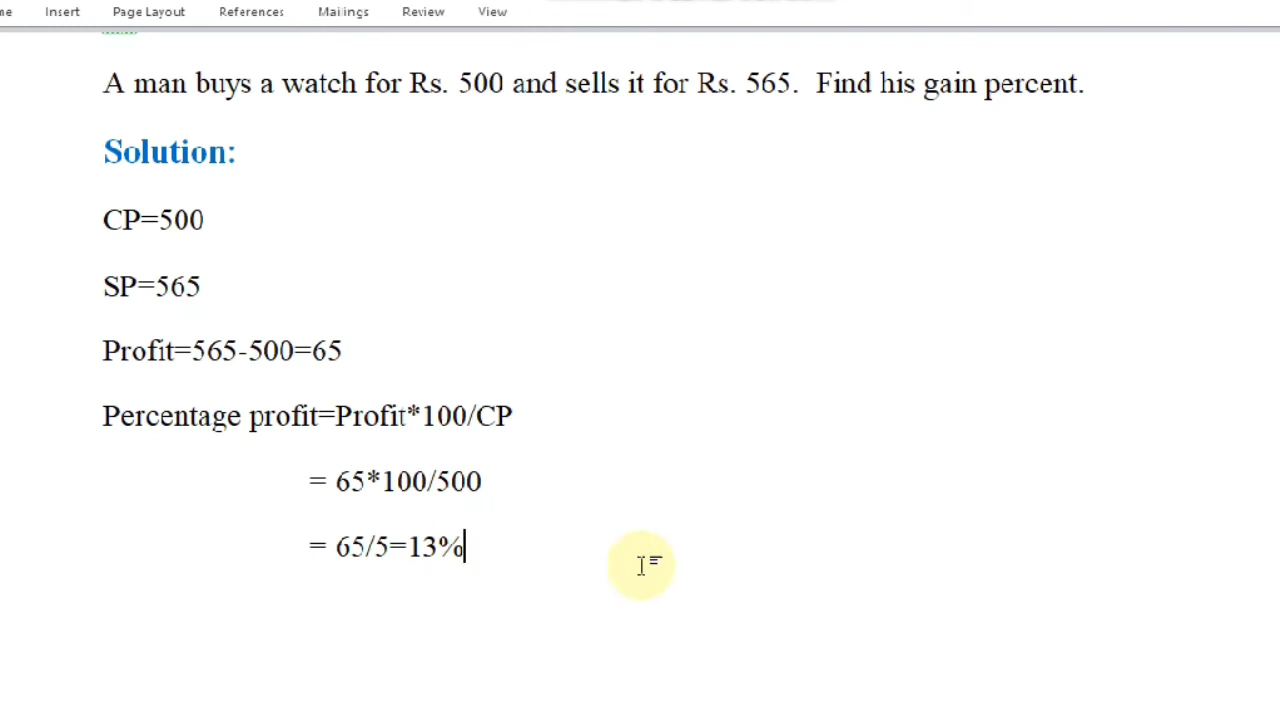 me Insert Page Layout References Mailings Review View
A man buys a watch for Rs. 500 and sells it for Rs. 565. Find his gain percent.
Solution:
CP=500
SP=565
Profit=565-500=65
Percentage profit=Profit*100/CP
= 65*100/500
= 65/5=13%